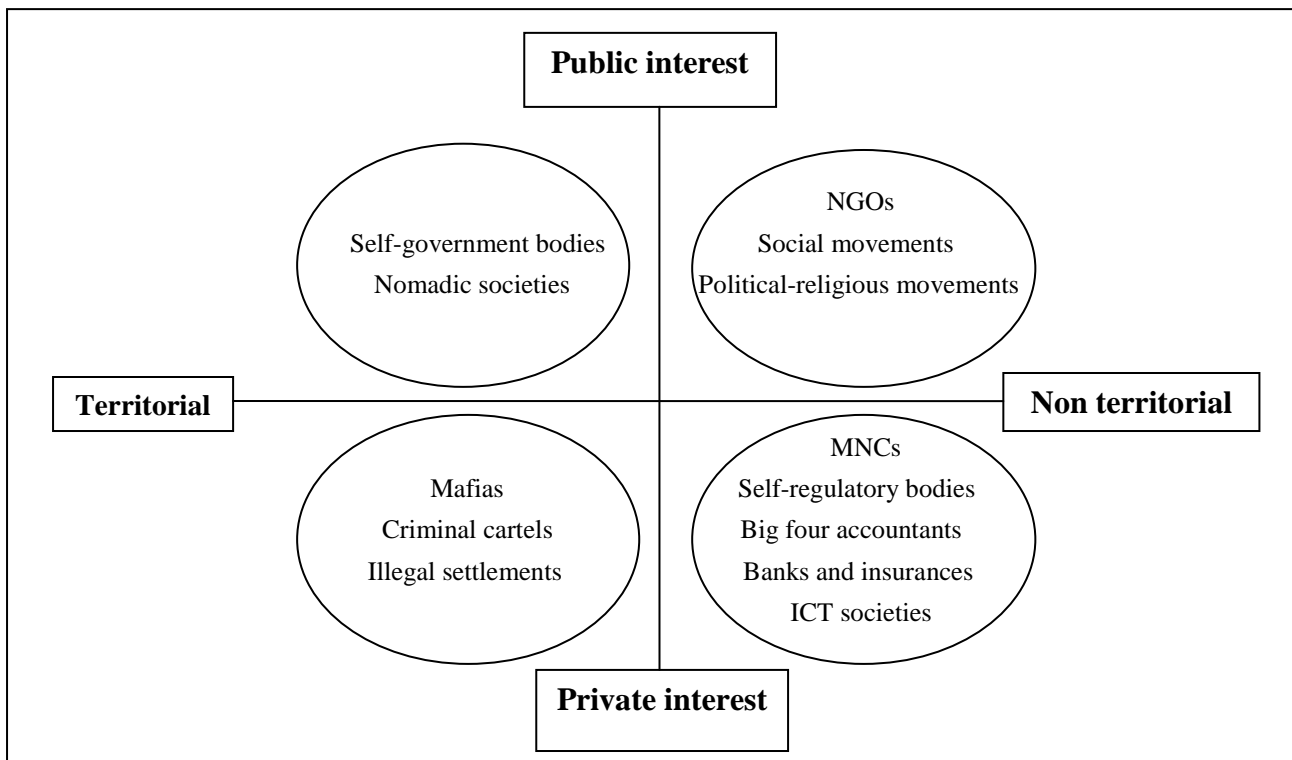 Public interest
Self-government bodies
Nomadic societies
NGOs
Social movements
Political-religious movements
Territorial
Non territorial
Mafias
Criminal cartels
Illegal settlements
MNCs
Self-regulatory bodies
Big four accountants
Banks and insurances
ICT societies
Private interest